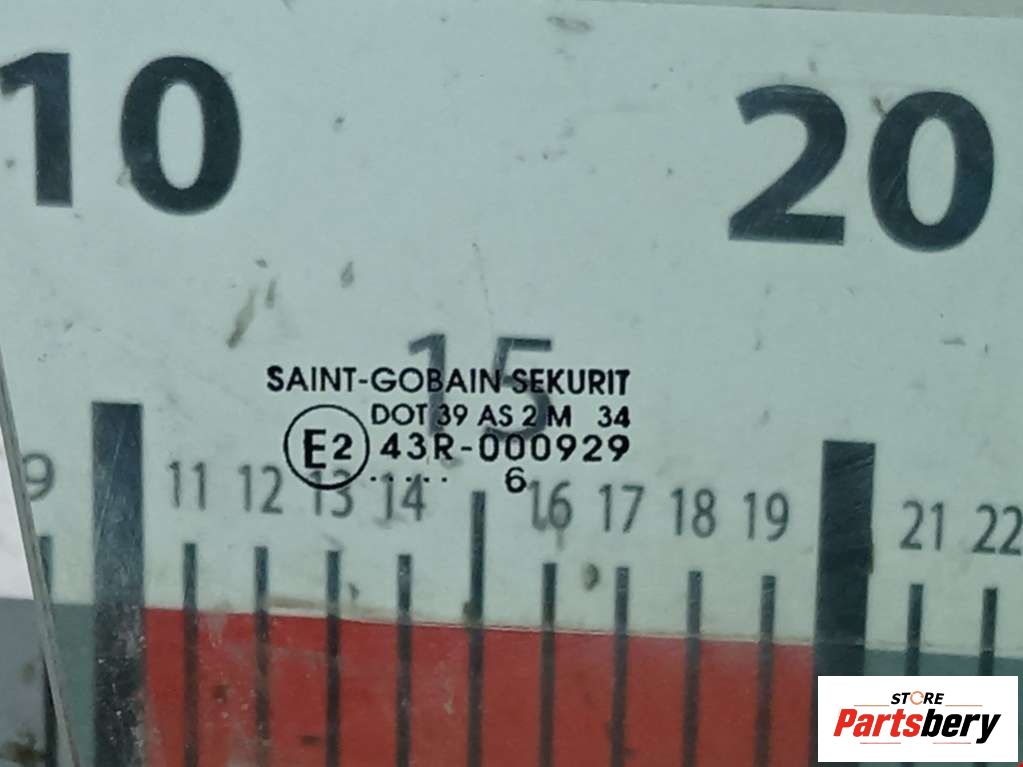 10 20
15
SAINT-GOBAIN SEKURIT
DOT 39 AS 2 M 34
E2 43R-000929
..... 6
9 11 12 13 14 16 17 18 19 21 22
STORE
Partsbery